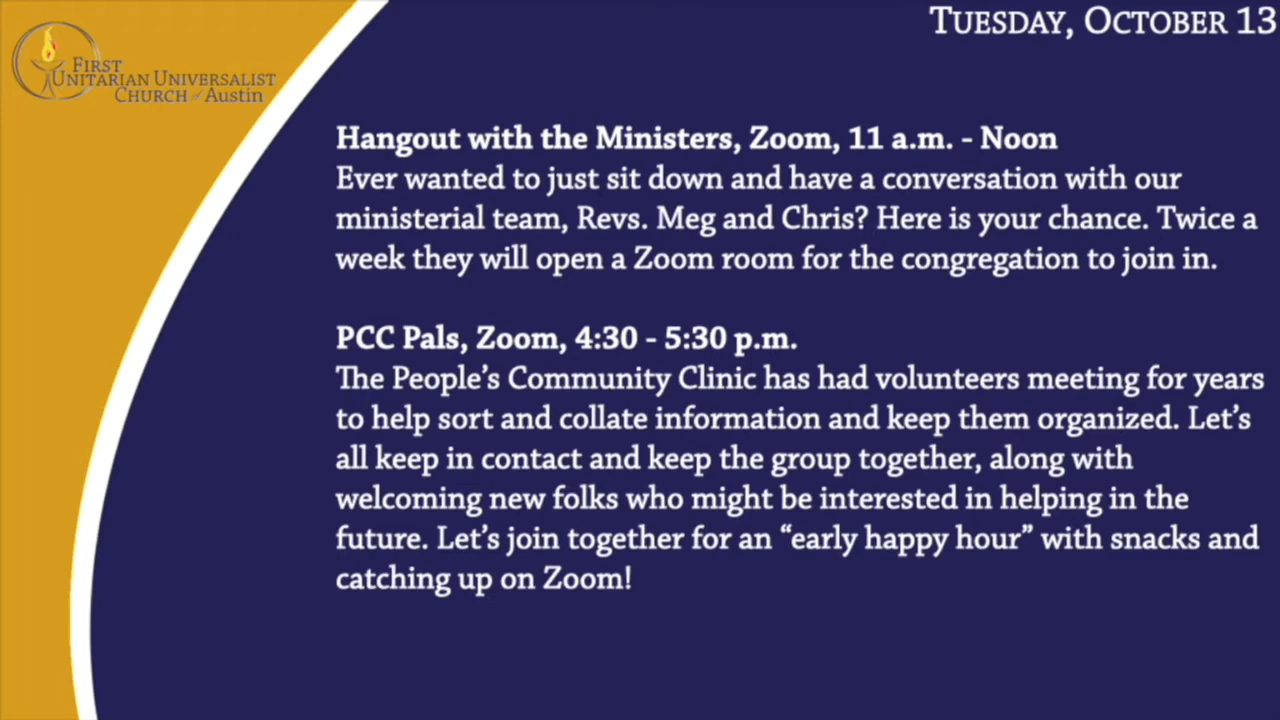 TUESDAY, OCTOBER 13
FIRST
UNITARIAN UNIVERSALIST
CHURCH of Austin
Hangout with the Ministers, Zoom, 11 a.m. - Noon
Ever wanted to just sit down and have a conversation with our
ministerial team, Revs. Meg and Chris? Here is your chance. Twice a
week they will open a Zoom room for the congregation to join in.
PCC Pals, Zoom, 4:30 - 5:30 p.m.
The People’s Community Clinic has had volunteers meeting for years
to help sort and collate information and keep them organized. Let’s
all keep in contact and keep the group together, along with
welcoming new folks who might be interested in helping in the
future. Let’s join together for an “early happy hour” with snacks and
catching up on Zoom!